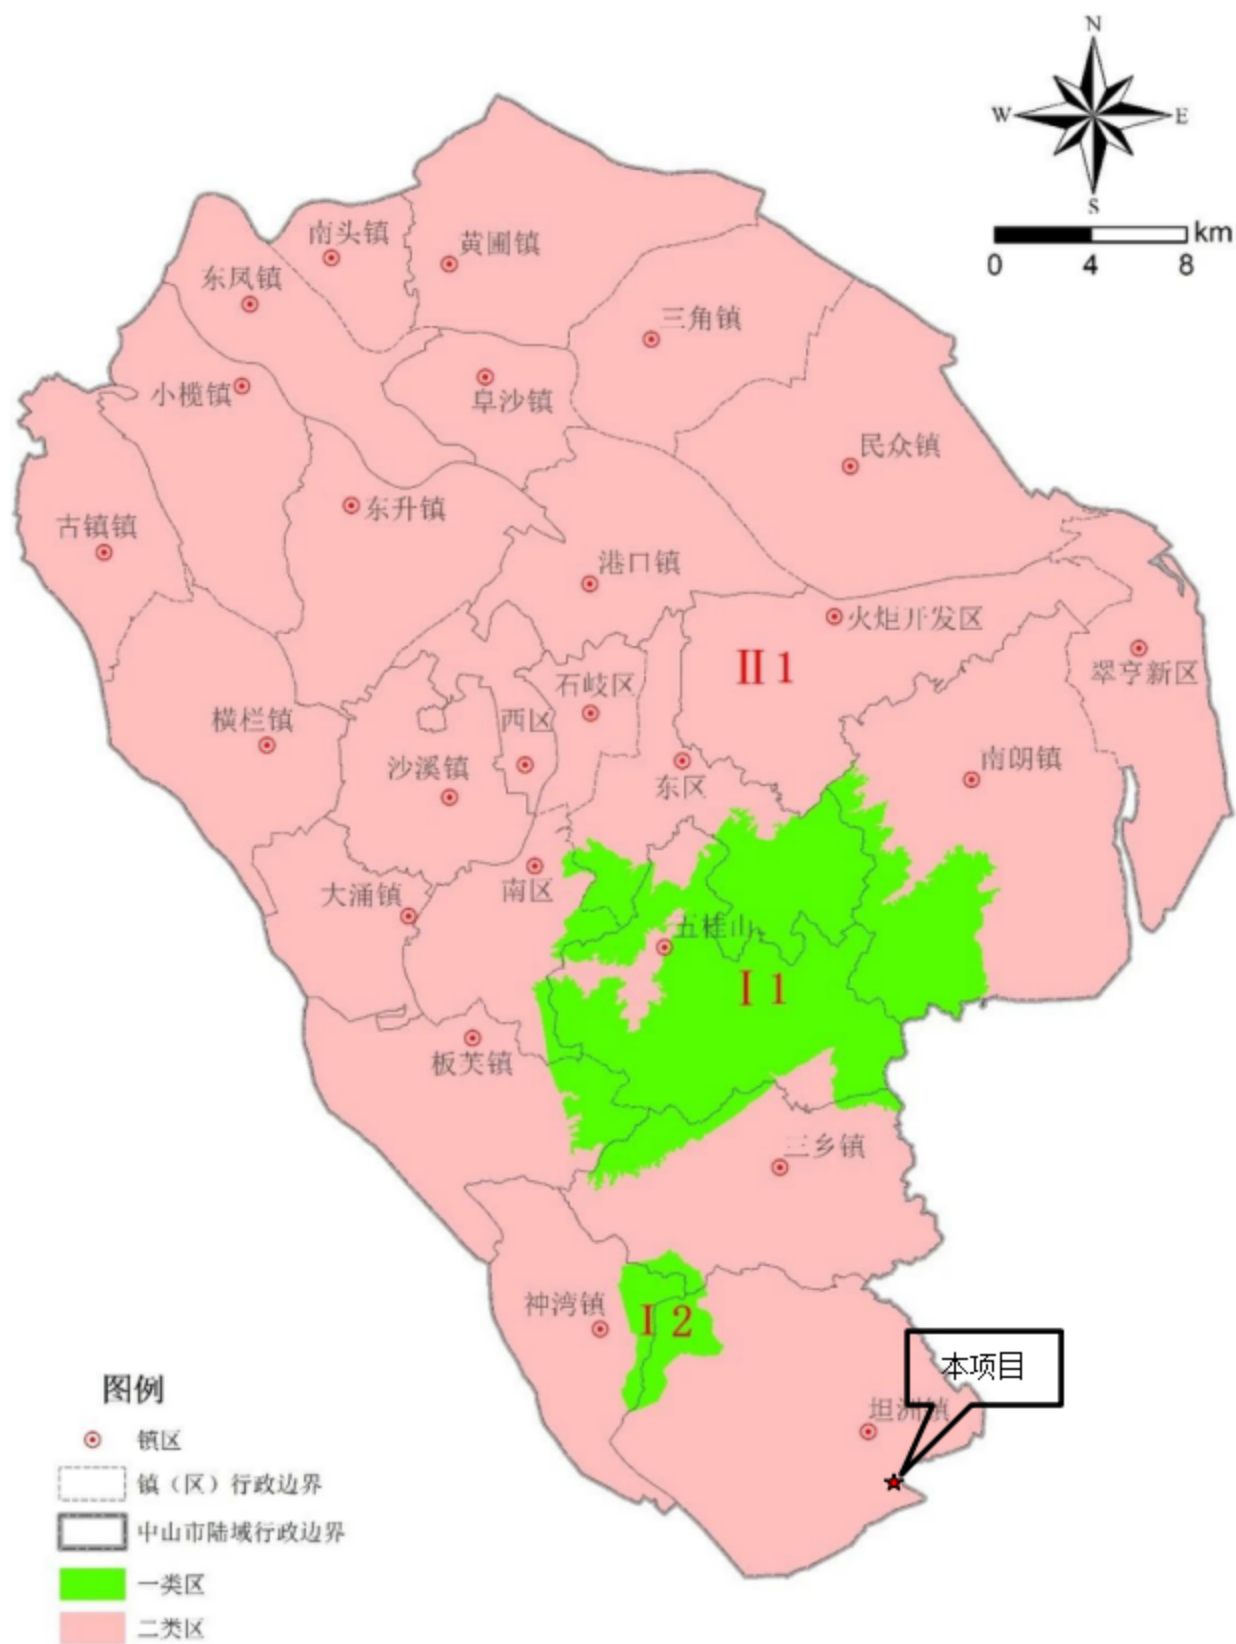 N
W
E
S
km
0
4
8
南头镇
黄圃镇
东凤镇
三角镇
小榄镇
阜沙镇
民众镇
东升镇
古镇镇
港口镇
火炬开发区
II 1
翠亨新区
石岐区
横栏镇
西区
沙溪镇
东区
南朗镇
南区
大涌镇
五桂山
I 1
板芙镇
三乡镇
神湾镇
I 2
本项目
坦洲镇
图例
镇区
镇（区）行政边界
中山市陆域行政边界
一类区
二类区